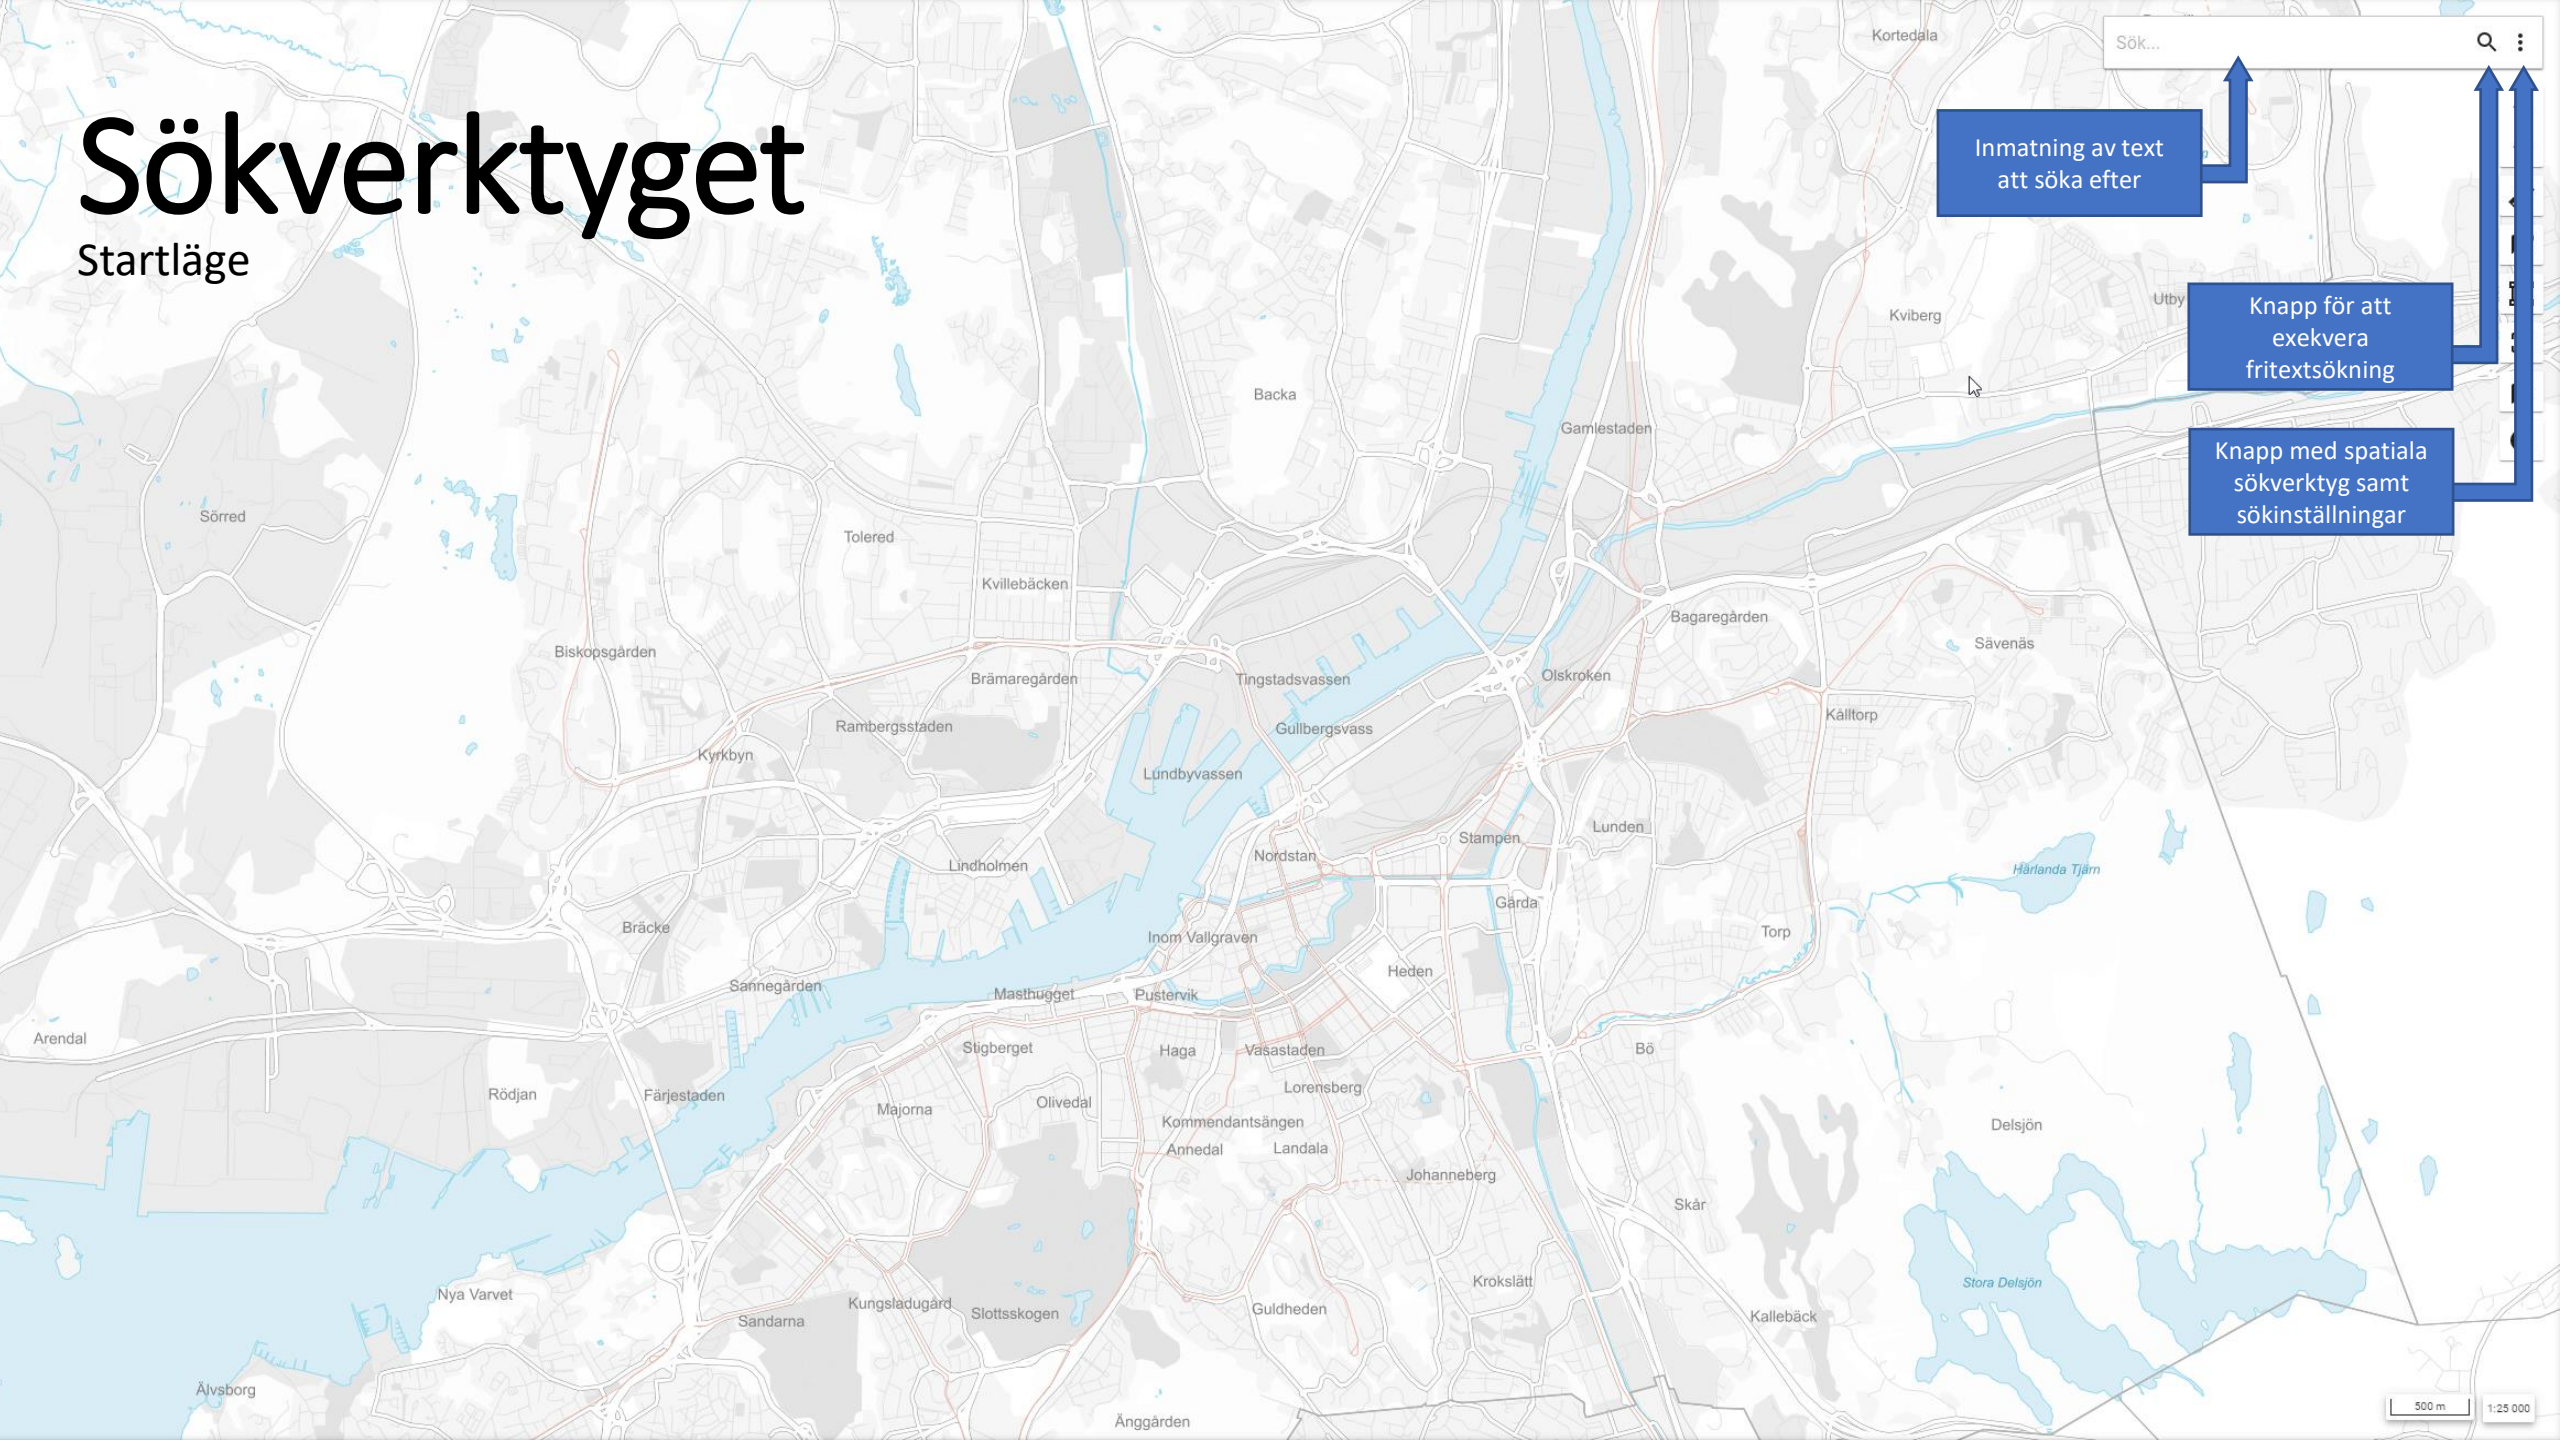 Kortedala
Sök...
Sökverktyget
Startläge
Inmatning av text
att söka efter
Knapp för att
exekvera
fritextsökning
Utby
Kviberg
Backa
Gamlestaden
Knapp med spatiala
sökverktyg samt
sökinställningar
Sörred
Tolered
Kvillebäcken
Bagaregården
Sävenäs
Biskopsgården
Brämaregården
Tingstadsvassen
Olskroken
Kålltorp
Rambergsstaden
Gullbergsvass
Kyrkbyn
Lundbyvassen
Lunden
Stampen
Nordstan
Lindholmen
Härlanda Tjärn
Gårda
Bräcke
Inom Vallgraven
Torp
Heden
Sannegården
Masthugget
Pustervik
Arendal
Stigberget
Haga
Vasastaden
Bö
Lorensberg
Rödjan
Färjestaden
Olivedal
Majorna
Kommendantsängen
Delsjön
Annedal
Landala
Johanneberg
Skår
Krokslätt
Stora Delsjön
Nya Varvet
Kungsladugård
Slottsskogen
Guldheden
Sandarna
Kallebäck
Älvsborg
500 m
1:25 000
Änggården